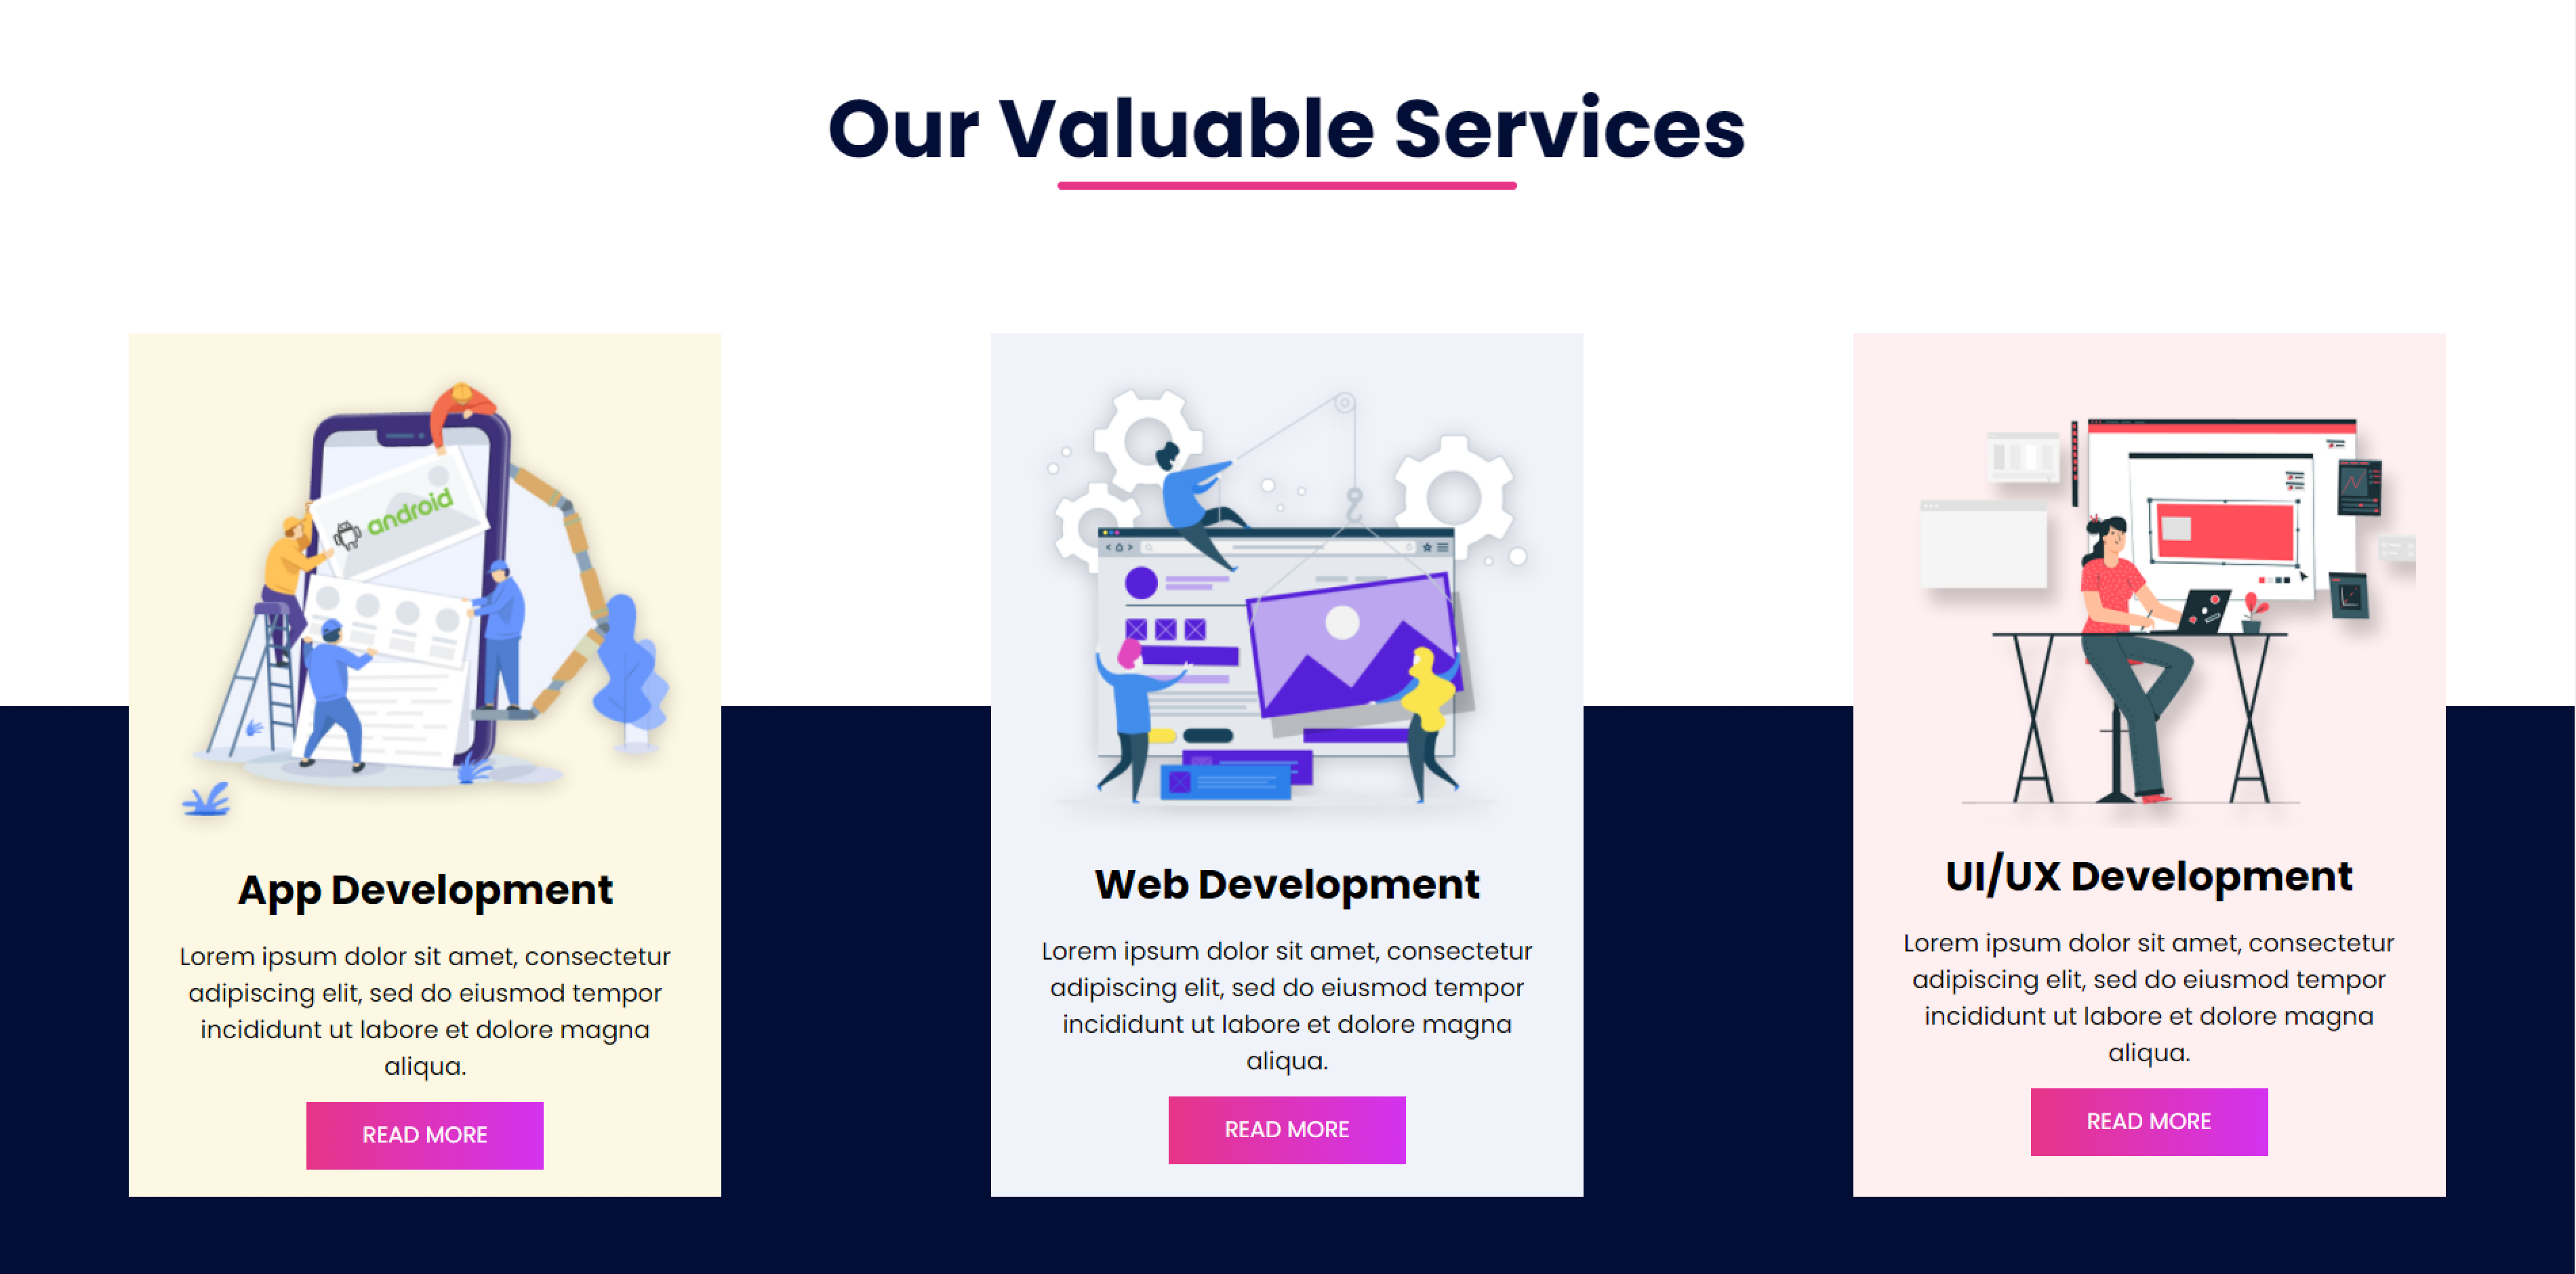 Our Valuable Services
android
App Development
Lorem ipsum dolor sit amet, consectetur
adipiscing elit, sed do eiusmod tempor
incididunt ut labore et dolore magna
aliqua.
READ MORE
Web Development
Lorem ipsum dolor sit amet, consectetur
adipiscing elit, sed do eiusmod tempor
incididunt ut labore et dolore magna
aliqua.
READ MORE
UI/UX Development
Lorem ipsum dolor sit amet, consectetur
adipiscing elit, sed do eiusmod tempor
incididunt ut labore et dolore magna
aliqua.
READ MORE